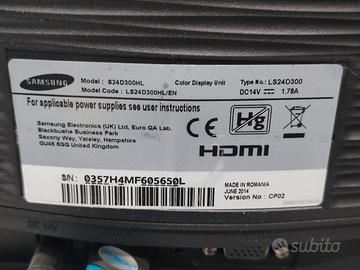 SAMSUNG
Model : S24D300HL
Model Code : LS24D300HL/EN
Color Display Unit
Type No. : LS24D300
DC14V ⎓ 1.78A
For applicable power supplies see user instructions
Samsung Electronics (UK) Ltd, Euro QA Lab.
Blackbushe Business Park
Saxony Way, Yateley, Hampshire
GU46 6GG United Kingdom
CE
Hg
HDMI
S/N: 0357H4MF605650L
MADE IN ROMANIA
JUNE 2014
Version No : CP02
DC 14V
subito